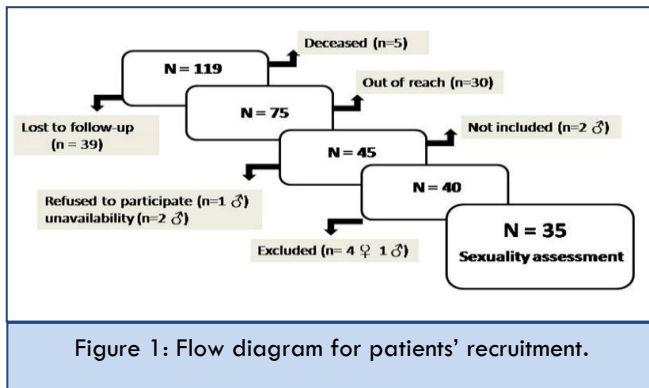 Deceased (n=5)
N = 119
Out of reach (n=30)
N = 75
Lost to follow-up
(n = 39)
Not included (n=2 ♂)
N = 45
N = 40
Refused to participate (n=1 ♂)
unavailability (n=2 ♂)
N = 35
Sexuality assessment
Excluded (n= 4 ♀ 1 ♂)
Figure 1: Flow diagram for patients’ recruitment.